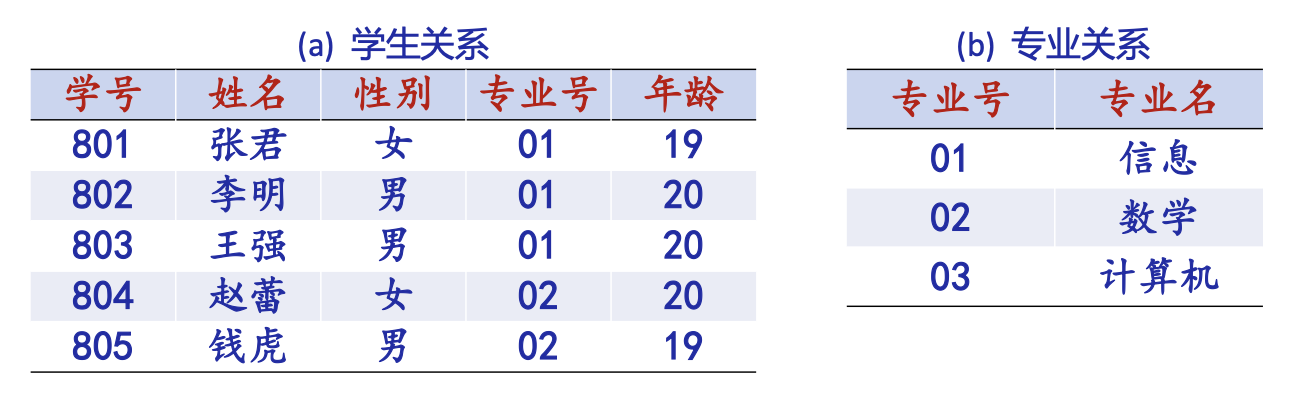 (a) 学生关系
学号 姓名 性别 专业号 年龄
801 张君 女 01 19
802 李明 男 01 20
803 王强 男 01 20
804 赵蕾 女 02 20
805 钱虎 男 02 19
(b) 专业关系
专业号 专业名
01 信息
02 数学
03 计算机